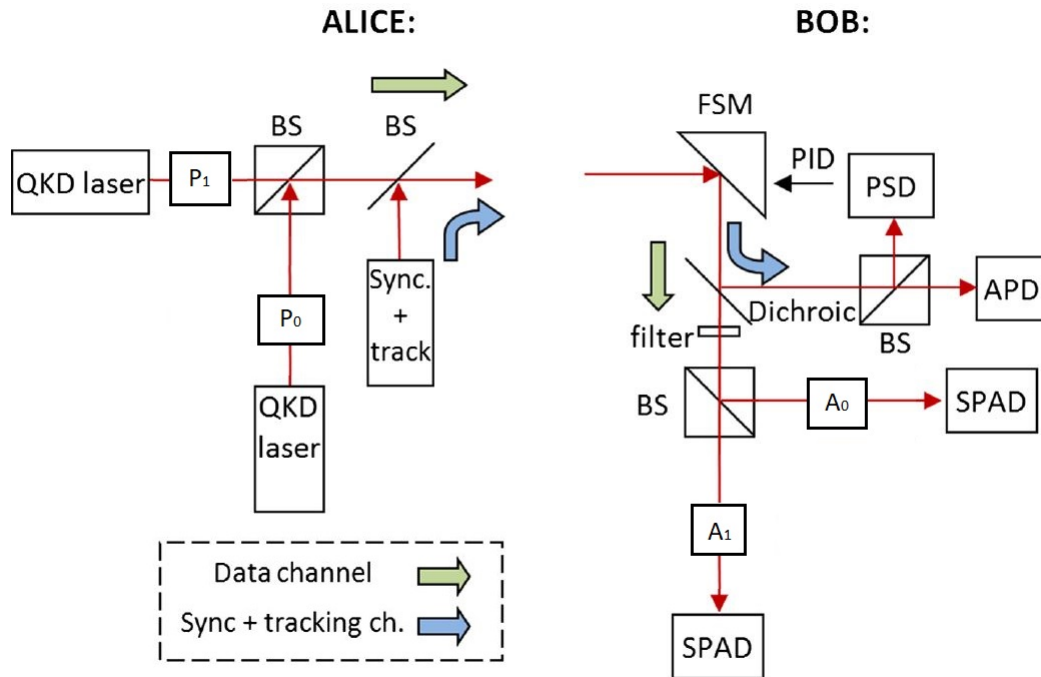 ALICE:
BOB:
BS
BS
QKD laser
P₁
P₀
Sync.
+
track
QKD
laser
FSM
PID
PSD
APD
Dichroic
BS
filter
BS
A₀
SPAD
A₁
SPAD
Data channel
Sync + tracking ch.